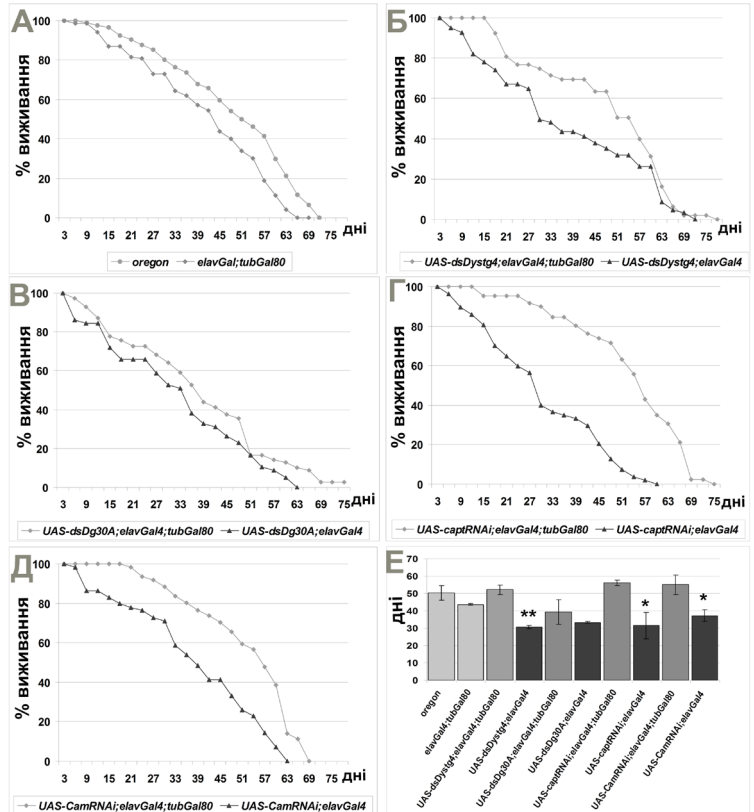 А
% виживання
100
80
60
40
20
0
3 9 15 21 27 33 39 45 51 57 63 69 75 дні
oregon elavGal;tubGal80
Б
% виживання
100
80
60
40
20
0
3 9 15 21 27 33 39 45 51 57 63 69 75 дні
UAS-dsDystg4;elavGal4;tubGal80 UAS-dsDystg4;elavGal4
В
% виживання
100
80
60
40
20
0
3 9 15 21 27 33 39 45 51 57 63 69 75 дні
UAS-dsDg30A;elavGal4;tubGal80 UAS-dsDg30A;elavGal4
Г
% виживання
100
80
60
40
20
0
3 9 15 21 27 33 39 45 51 57 63 69 75 дні
UAS-captRNAi;elavGal4;tubGal80 UAS-captRNAi;elavGal4
Д
% виживання
100
80
60
40
20
0
3 9 15 21 27 33 39 45 51 57 63 69 75 дні
UAS-CamRNAi;elavGal4;tubGal80 UAS-CamRNAi;elavGal4
Е
дні
70
60
50
40
30
20
10
0
** * *
oregon
elavGal4;tubGal80
UAS-dsDystg4;elavGal4;tubGal80
UAS-dsDystg4;elavGal4
UAS-dsDg30A;elavGal4;tubGal80
UAS-dsDg30A;elavGal4
UAS-captRNAi;elavGal4;tubGal80
UAS-captRNAi;elavGal4
UAS-CamRNAi;elavGal4;tubGal80
UAS-CamRNAi;elavGal4